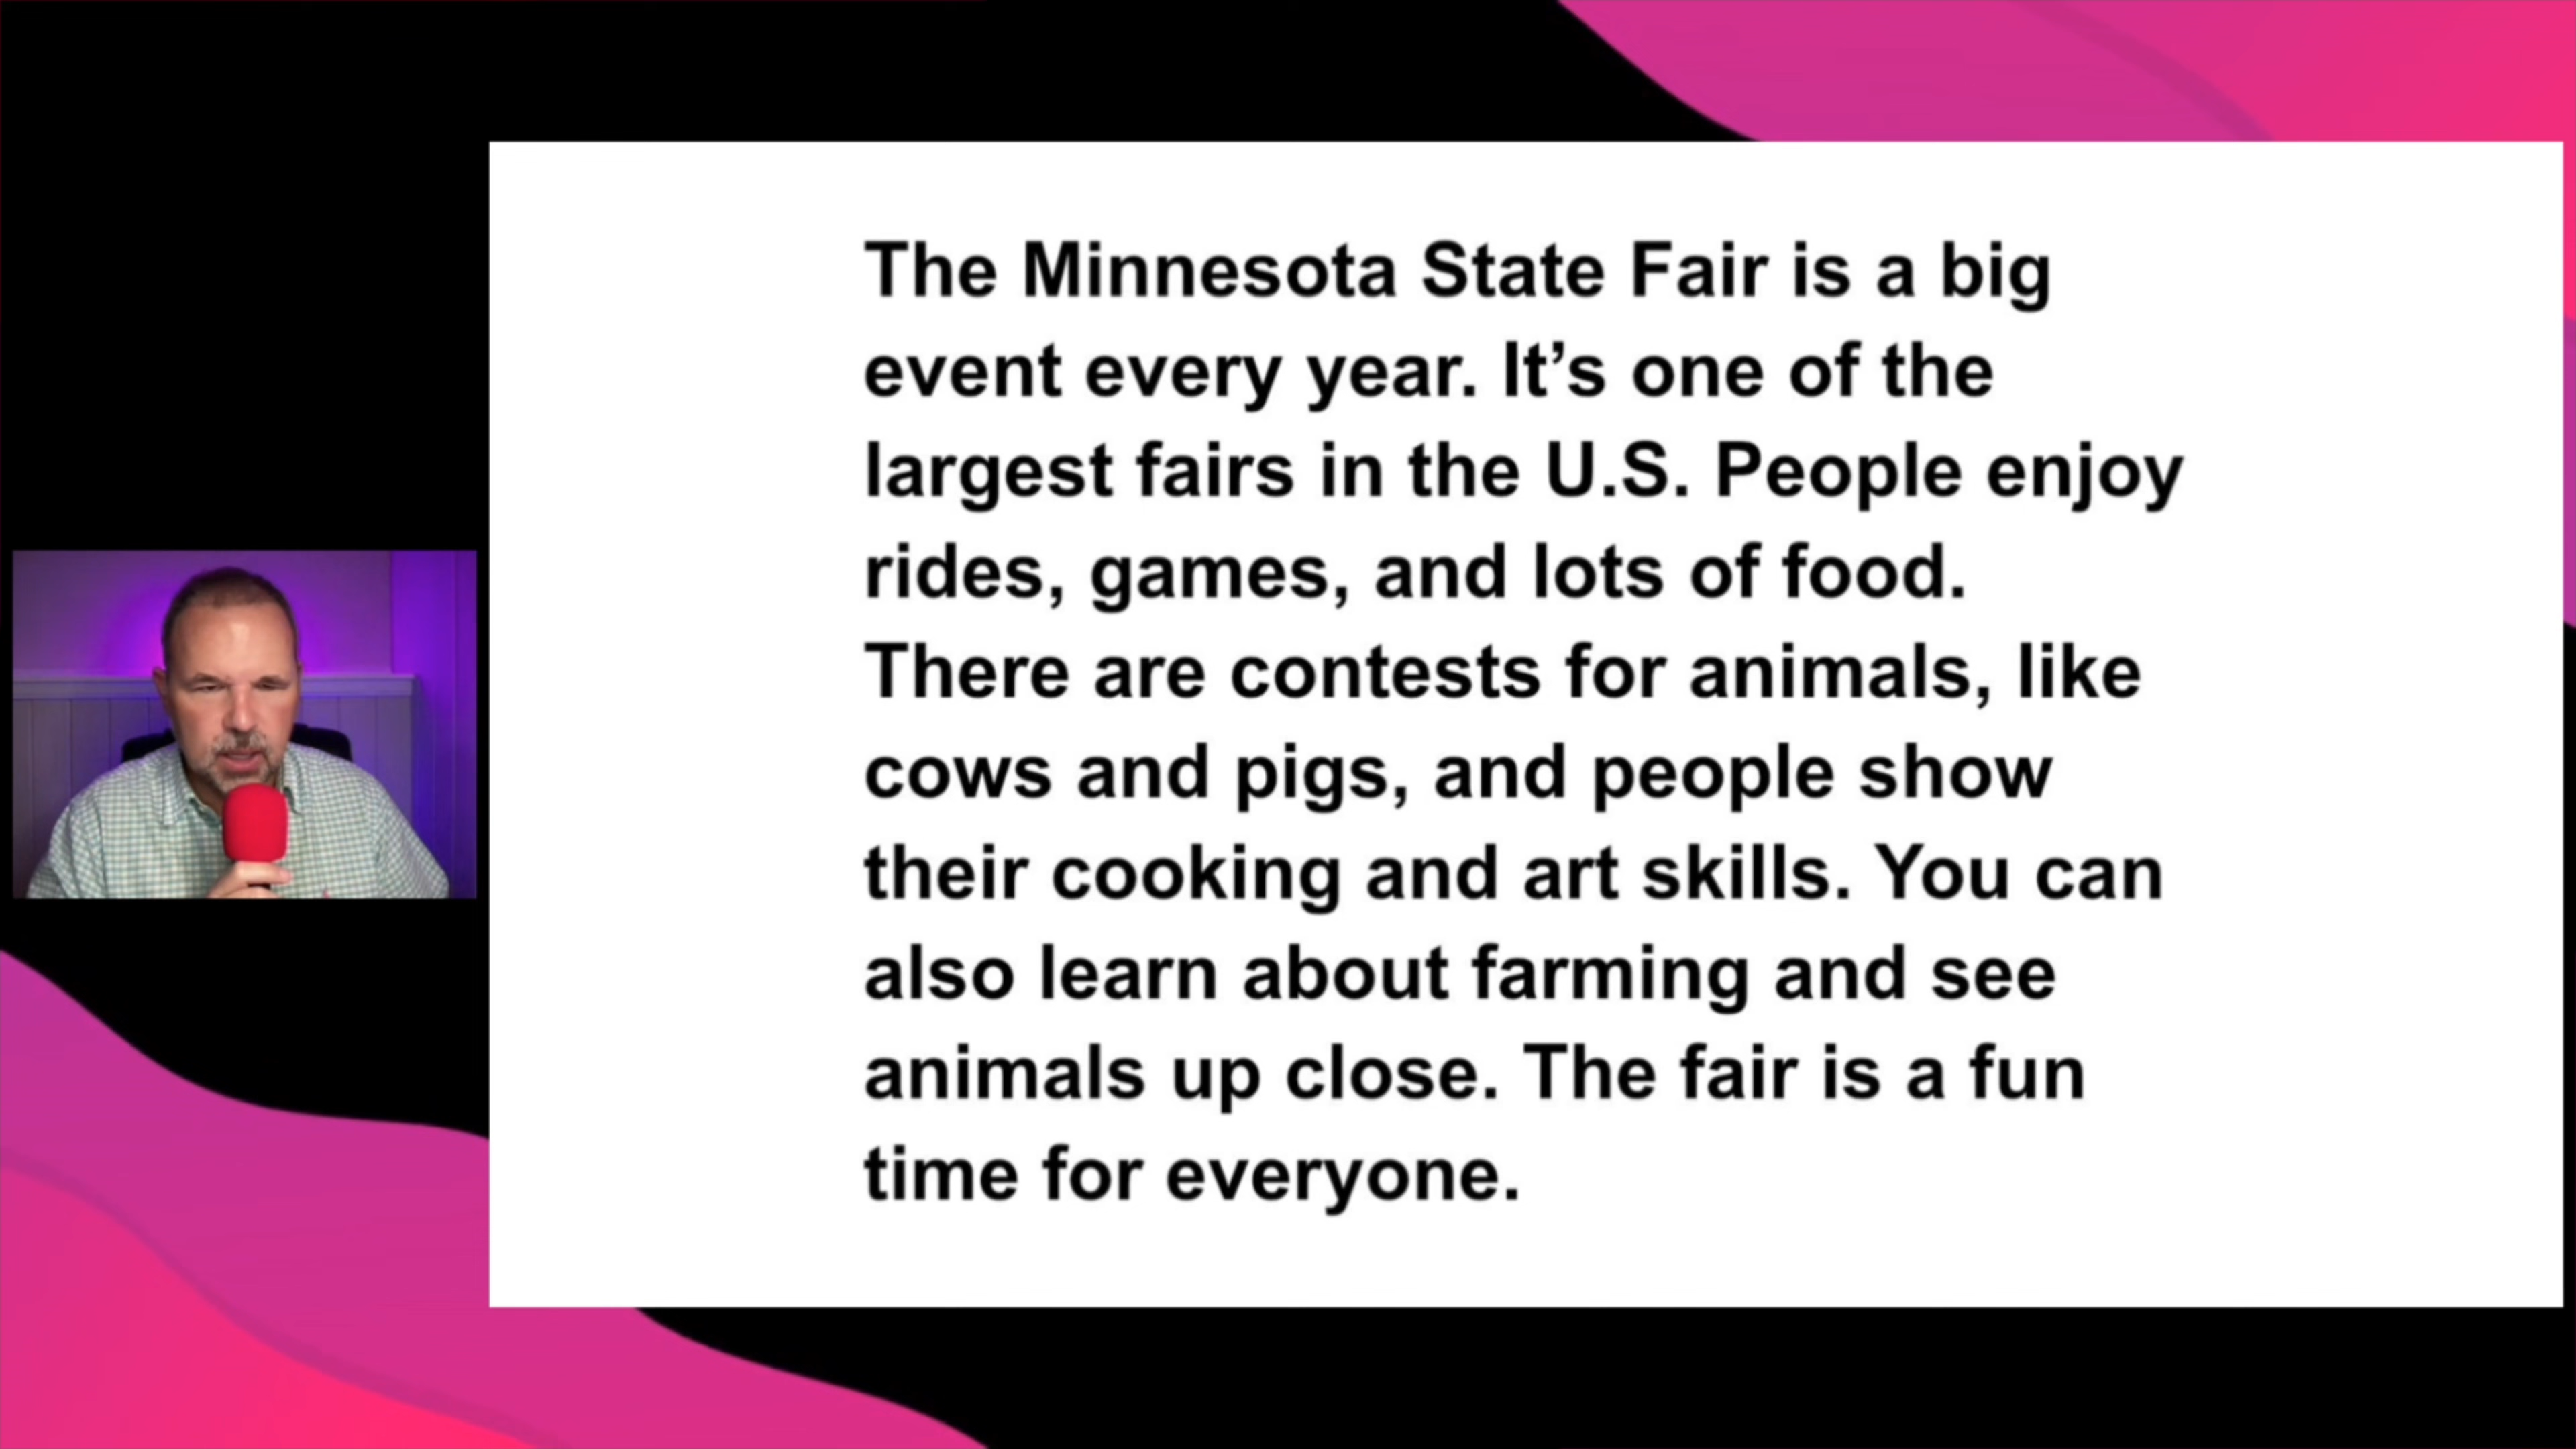 The Minnesota State Fair is a big
event every year. It’s one of the
largest fairs in the U.S. People enjoy
rides, games, and lots of food.
There are contests for animals, like
cows and pigs, and people show
their cooking and art skills. You can
also learn about farming and see
animals up close. The fair is a fun
time for everyone.